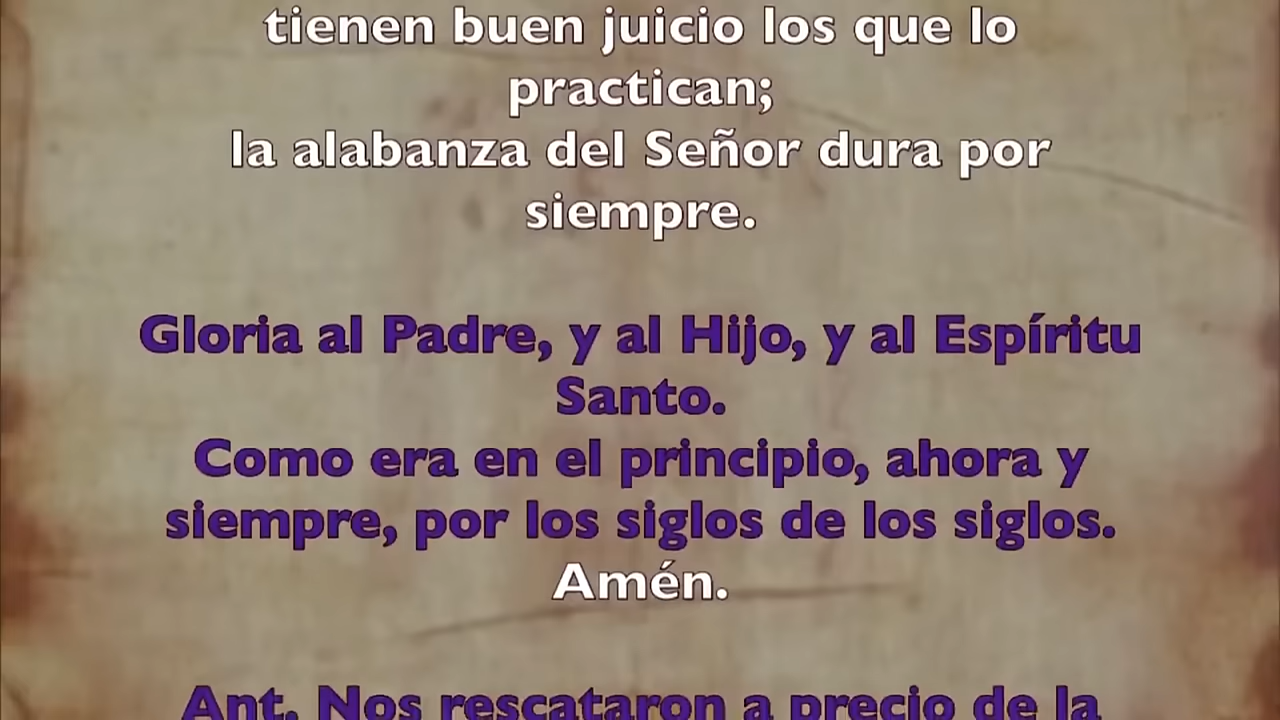 tienen buen juicio los que lo
practican;
la alabanza del Señor dura por
siempre.
Gloria al Padre, y al Hijo, y al Espíritu
Santo.
Como era en el principio, ahora y
siempre, por los siglos de los siglos.
Amén.
Ant. Nos rescataron a precio de la